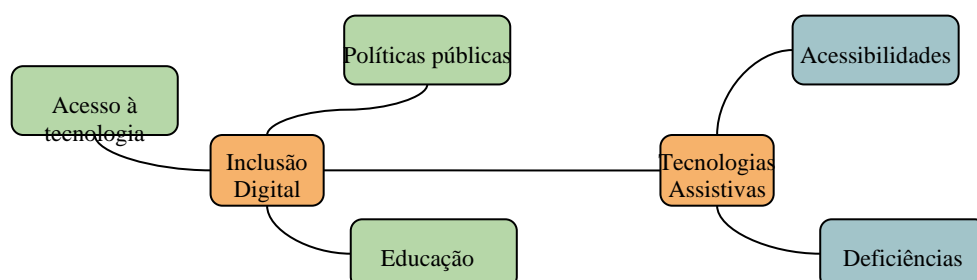 Políticas públicas
Acessibilidades
Acesso à
tecnologia
Inclusão
Digital
Tecnologias
Assistivas
Educação
Deficiências